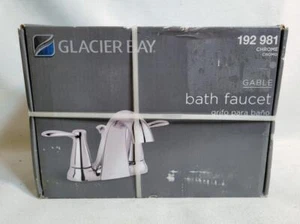 GLACIER BAY
192 981
CHROME
GABLE
bath faucet
grifo para baño